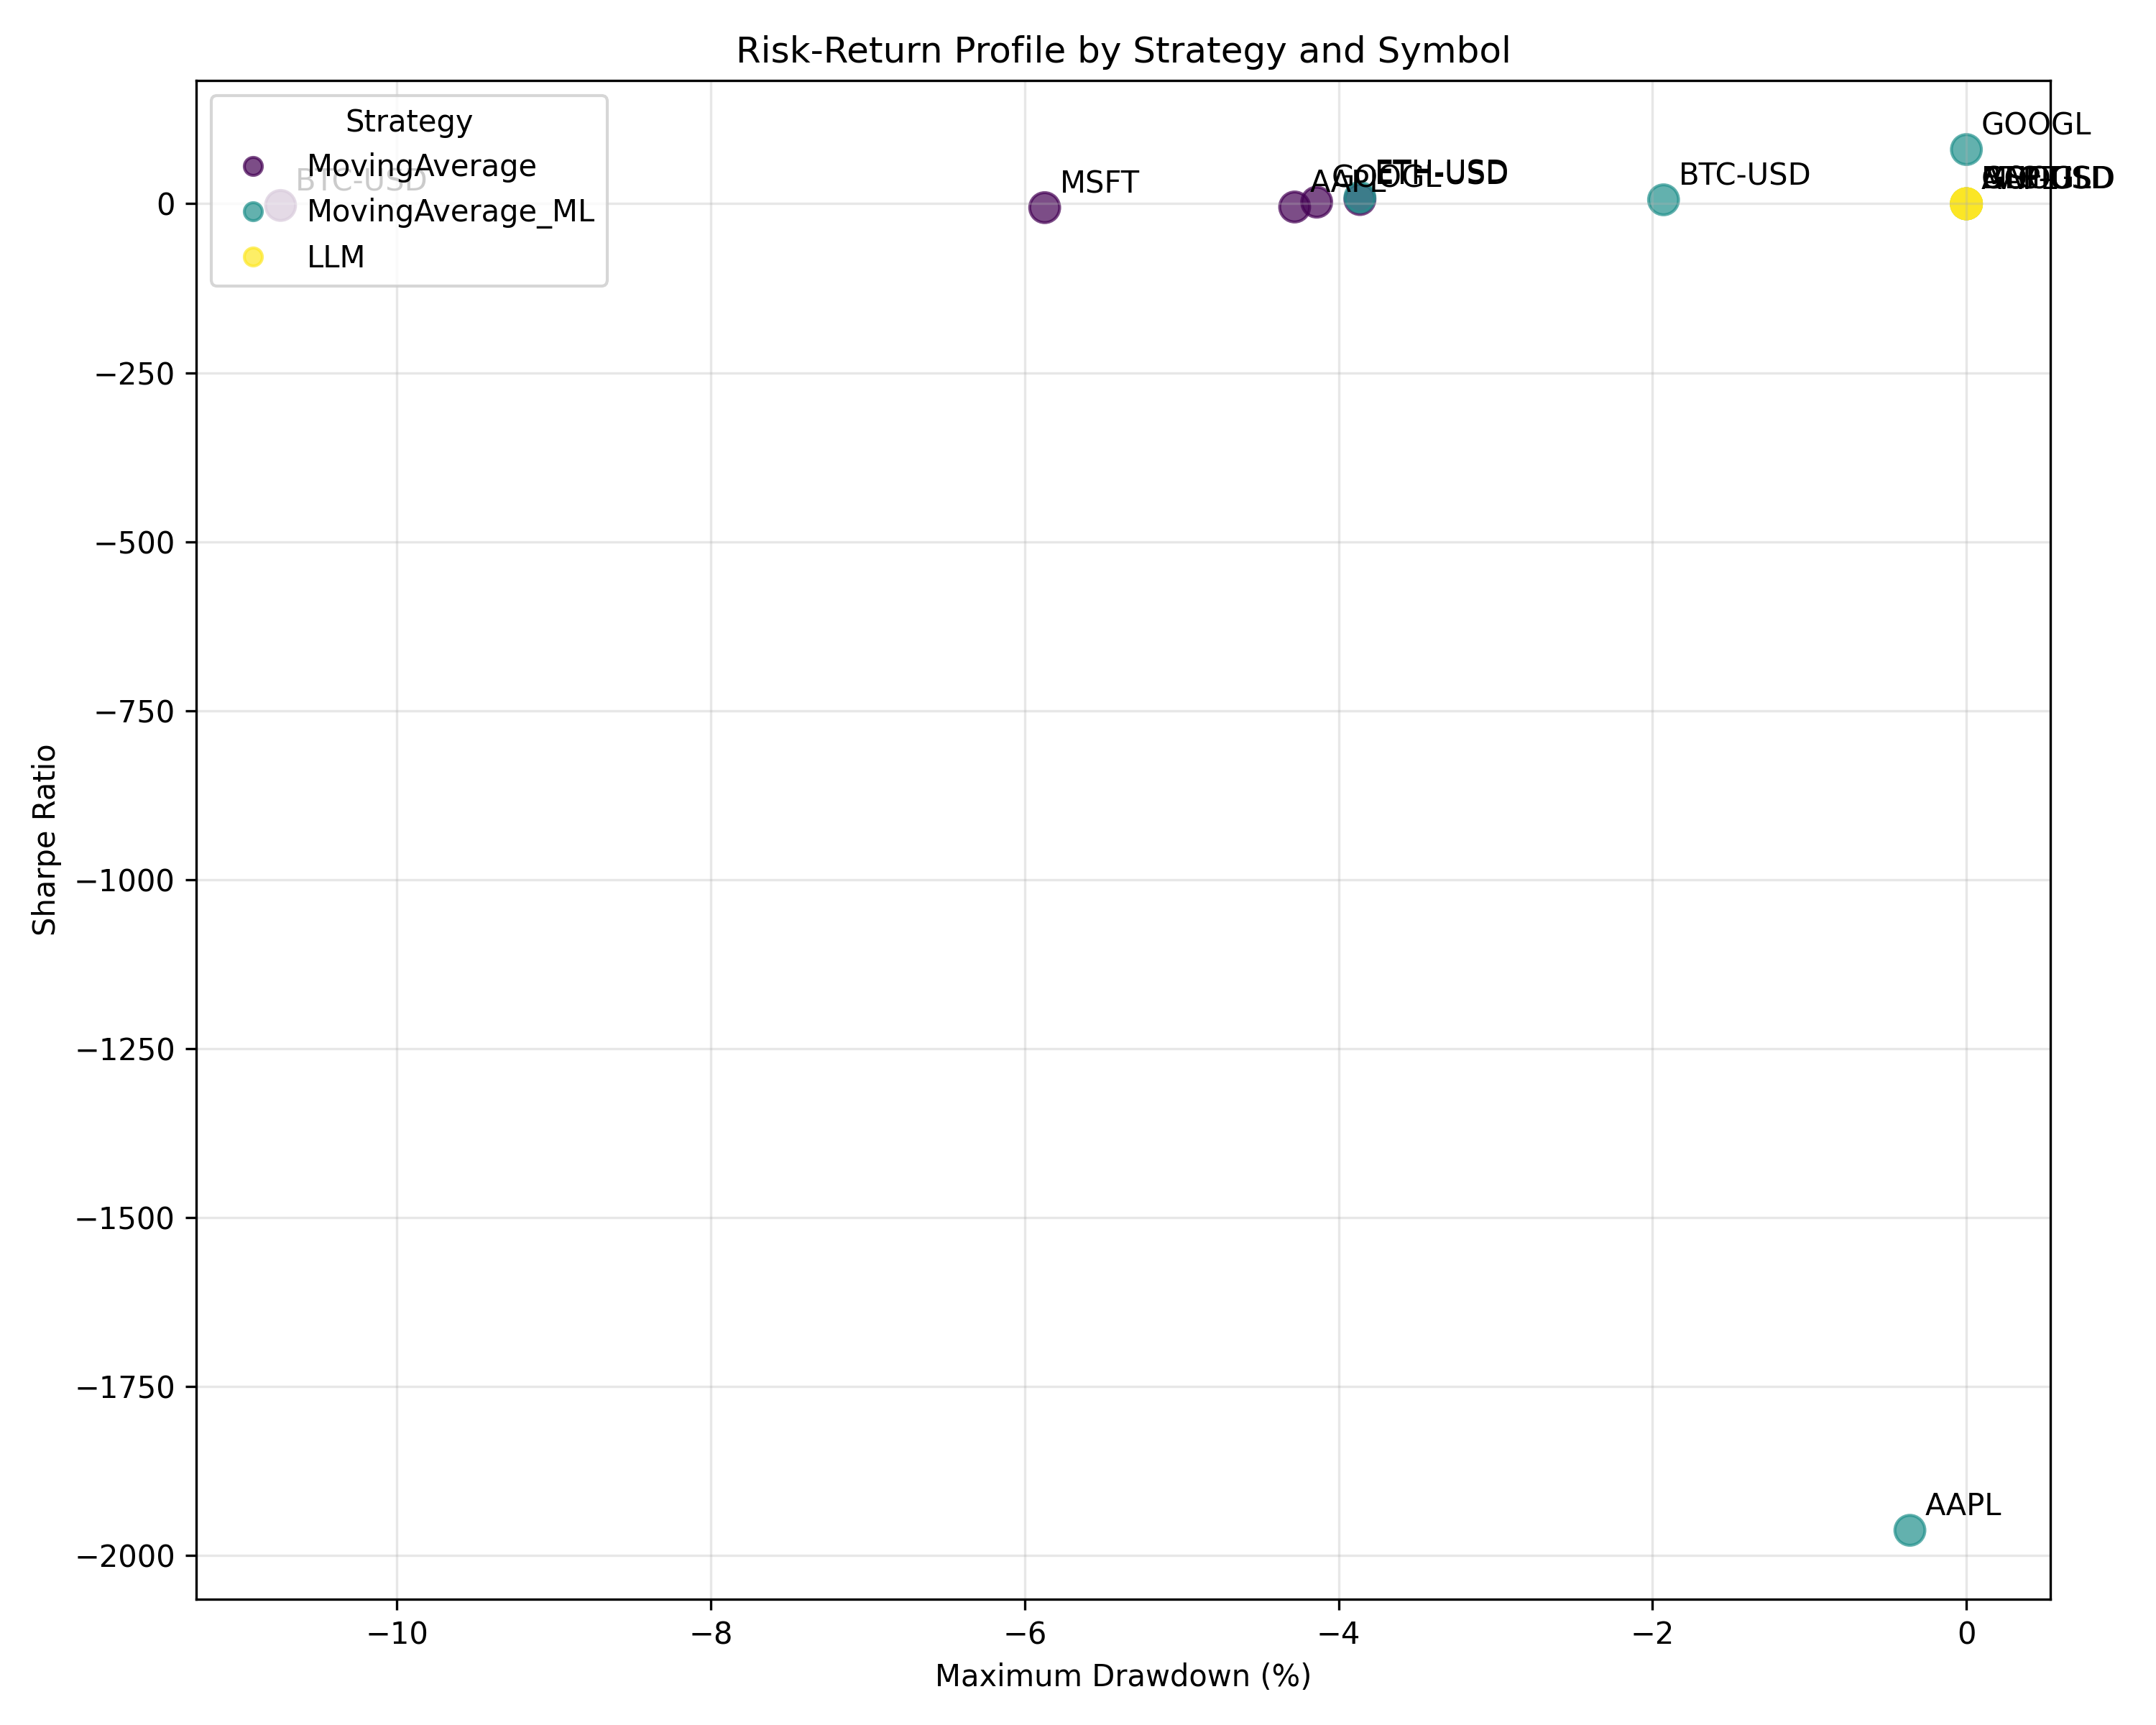 Risk-Return Profile by Strategy and Symbol
Strategy
MovingAverage
MovingAverage_ML
LLM
BTC-USD
MSFT
AAPL
GOOGL
ETH-USD
BTC-USD
GOOGL
AAPL
0
−250
−500
−750
−1000
−1250
−1500
−1750
−2000
Sharpe Ratio
−10
−8
−6
−4
−2
0
Maximum Drawdown (%)